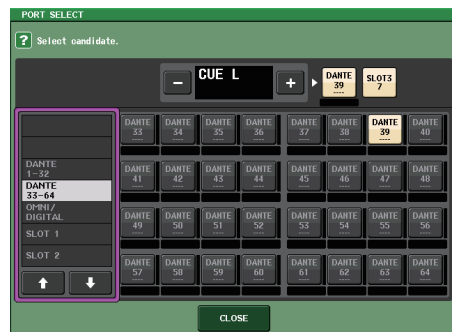 PORT SELECT
? Select candidate.
− CUE L + DANTE 39 ---- SLOT3 7 ----
DANTE 33 ---- DANTE 34 ---- DANTE 35 ---- DANTE 36 ---- DANTE 37 ---- DANTE 38 ---- DANTE 39 ---- DANTE 40 ----
DANTE 1-32
DANTE 41 ---- DANTE 42 ---- DANTE 43 ---- DANTE 44 ---- DANTE 45 ---- DANTE 46 ---- DANTE 47 ---- DANTE 48 ----
DANTE 33-64
OMNI/ DIGITAL
DANTE 49 ---- DANTE 50 ---- DANTE 51 ---- DANTE 52 ---- DANTE 53 ---- DANTE 54 ---- DANTE 55 ---- DANTE 56 ----
SLOT 1
SLOT 2
DANTE 57 ---- DANTE 58 ---- DANTE 59 ---- DANTE 60 ---- DANTE 61 ---- DANTE 62 ---- DANTE 63 ---- DANTE 64 ----
CLOSE